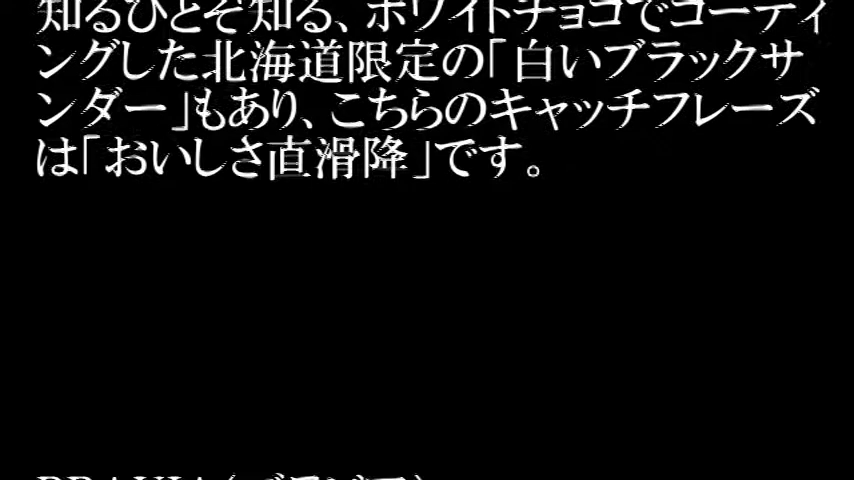 知るひとぞ知る、ホワイトチョコでコーティ
ングした北海道限定の「白いブラックサ
ンダー」もあり、こちらのキャッチフレーズ
は「おいしさ直滑降」です。